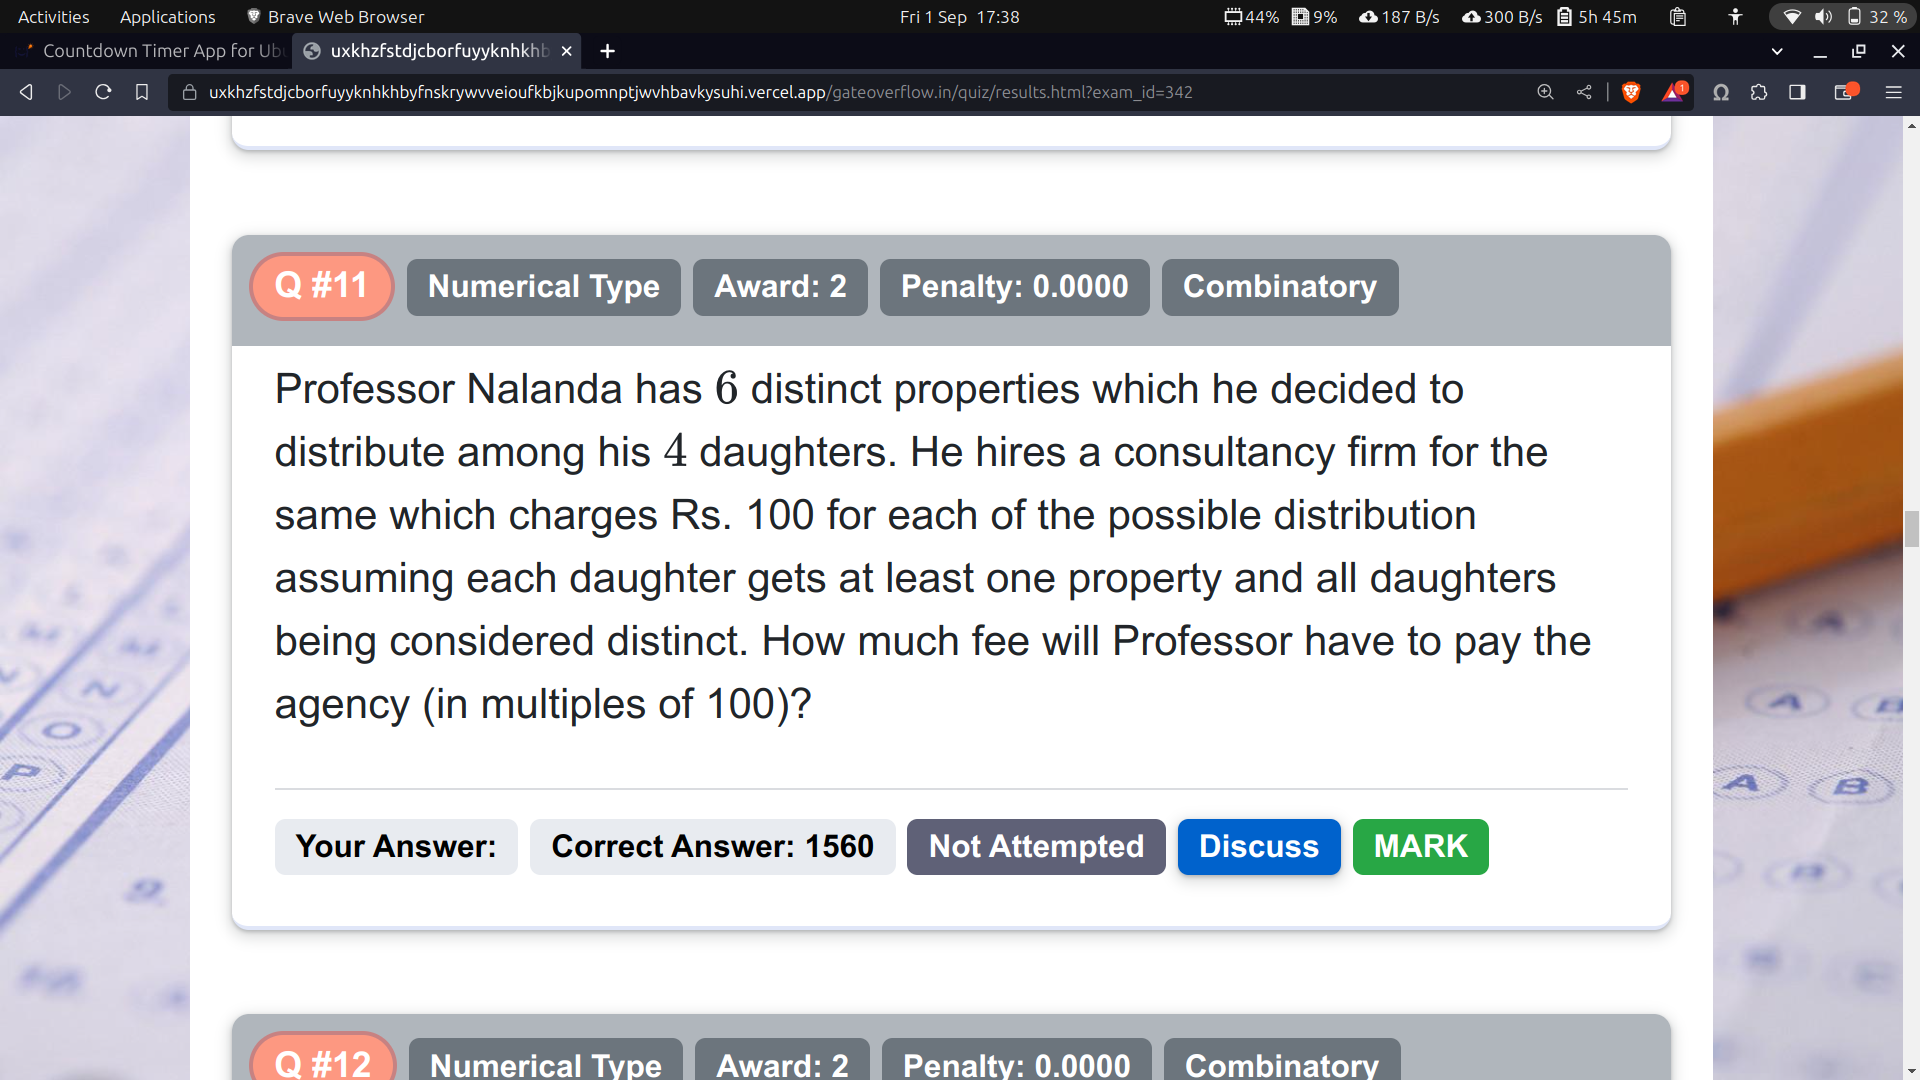 Activities Applications Brave Web Browser Fri 1 Sep 17:38 44% 9% 187 B/s 300 B/s 5h 45m 32 %
Countdown Timer App for Ub uxkhzfstdjcborfuyyknhkhb
uxkhzfstdjcborfuyyknhkhbyfnskrywvveioufkbjkupomnptjwvhbavkysuhi.vercel.app/gateoverflow.in/quiz/results.html?exam_id=342 1
Q #11 Numerical Type Award: 2 Penalty: 0.0000 Combinatory
Professor Nalanda has 6 distinct properties which he decided to
distribute among his 4 daughters. He hires a consultancy firm for the
same which charges Rs. 100 for each of the possible distribution
assuming each daughter gets at least one property and all daughters
being considered distinct. How much fee will Professor have to pay the
agency (in multiples of 100)?
Your Answer: Correct Answer: 1560 Not Attempted Discuss MARK
Q #12 Numerical Type Award: 2 Penalty: 0.0000 Combinatory